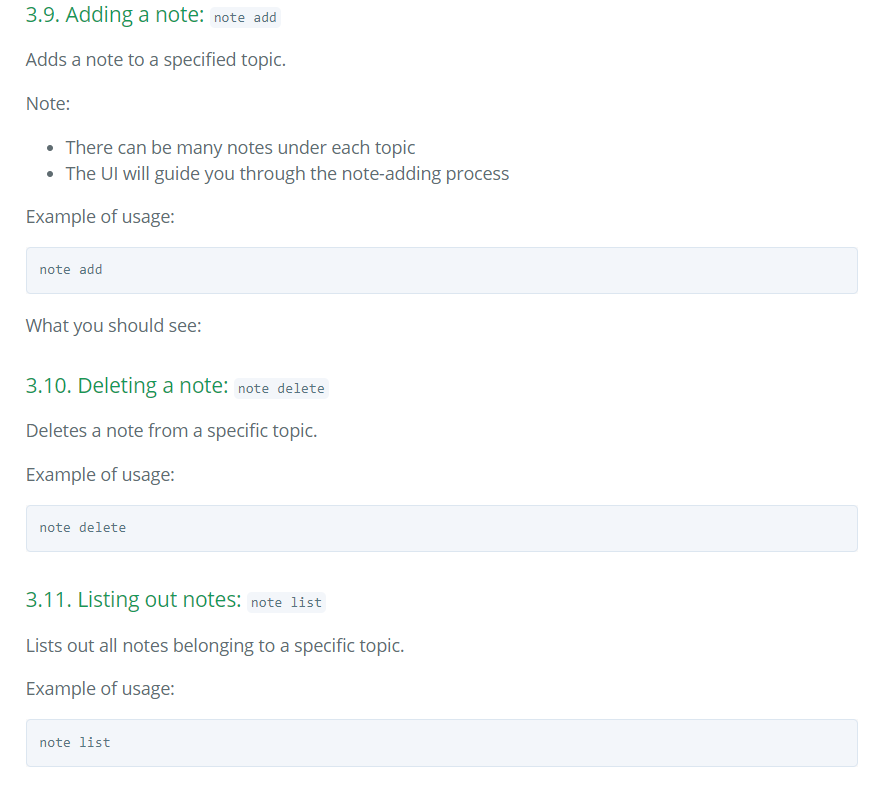 3.9. Adding a note: note add
Adds a note to a specified topic.
Note:
• There can be many notes under each topic
• The UI will guide you through the note-adding process
Example of usage:
note add
What you should see:
3.10. Deleting a note: note delete
Deletes a note from a specific topic.
Example of usage:
note delete
3.11. Listing out notes: note list
Lists out all notes belonging to a specific topic.
Example of usage:
note list